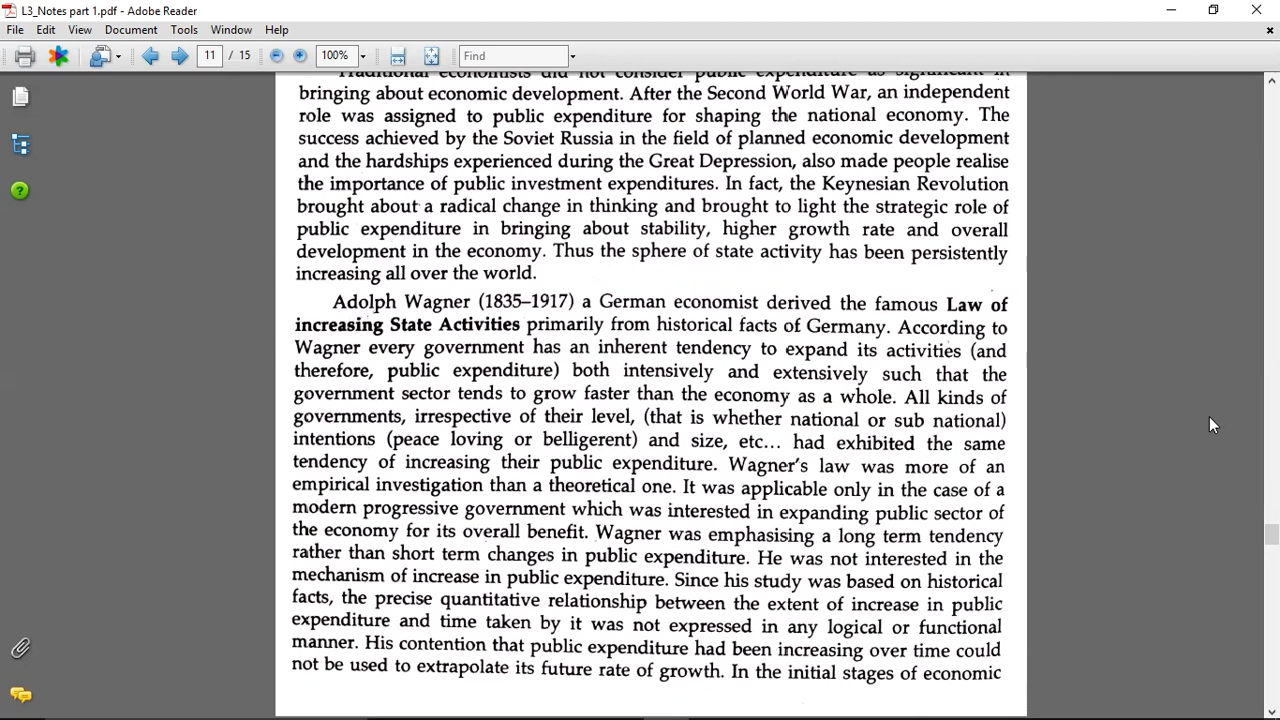 L3_Notes part 1.pdf - Adobe Reader
File Edit View Document Tools Window Help
11 / 15 100% Find
Traditional economists did not consider public expenditure as significant in
bringing about economic development. After the Second World War, an independent
role was assigned to public expenditure for shaping the national economy. The
success achieved by the Soviet Russia in the field of planned economic development
and the hardships experienced during the Great Depression, also made people realise
the importance of public investment expenditures. In fact, the Keynesian Revolution
brought about a radical change in thinking and brought to light the strategic role of
public expenditure in bringing about stability, higher growth rate and overall
development in the economy. Thus the sphere of state activity has been persistently
increasing all over the world.
Adolph Wagner (1835–1917) a German economist derived the famous Law of
increasing State Activities primarily from historical facts of Germany. According to
Wagner every government has an inherent tendency to expand its activities (and
therefore, public expenditure) both intensively and extensively such that the
government sector tends to grow faster than the economy as a whole. All kinds of
governments, irrespective of their level, (that is whether national or sub national)
intentions (peace loving or belligerent) and size, etc... had exhibited the same
tendency of increasing their public expenditure. Wagner's law was more of an
empirical investigation than a theoretical one. It was applicable only in the case of a
modern progressive government which was interested in expanding public sector of
the economy for its overall benefit. Wagner was emphasising a long term tendency
rather than short term changes in public expenditure. He was not interested in the
mechanism of increase in public expenditure. Since his study was based on historical
facts, the precise quantitative relationship between the extent of increase in public
expenditure and time taken by it was not expressed in any logical or functional
manner. His contention that public expenditure had been increasing over time could
not be used to extrapolate its future rate of growth. In the initial stages of economic